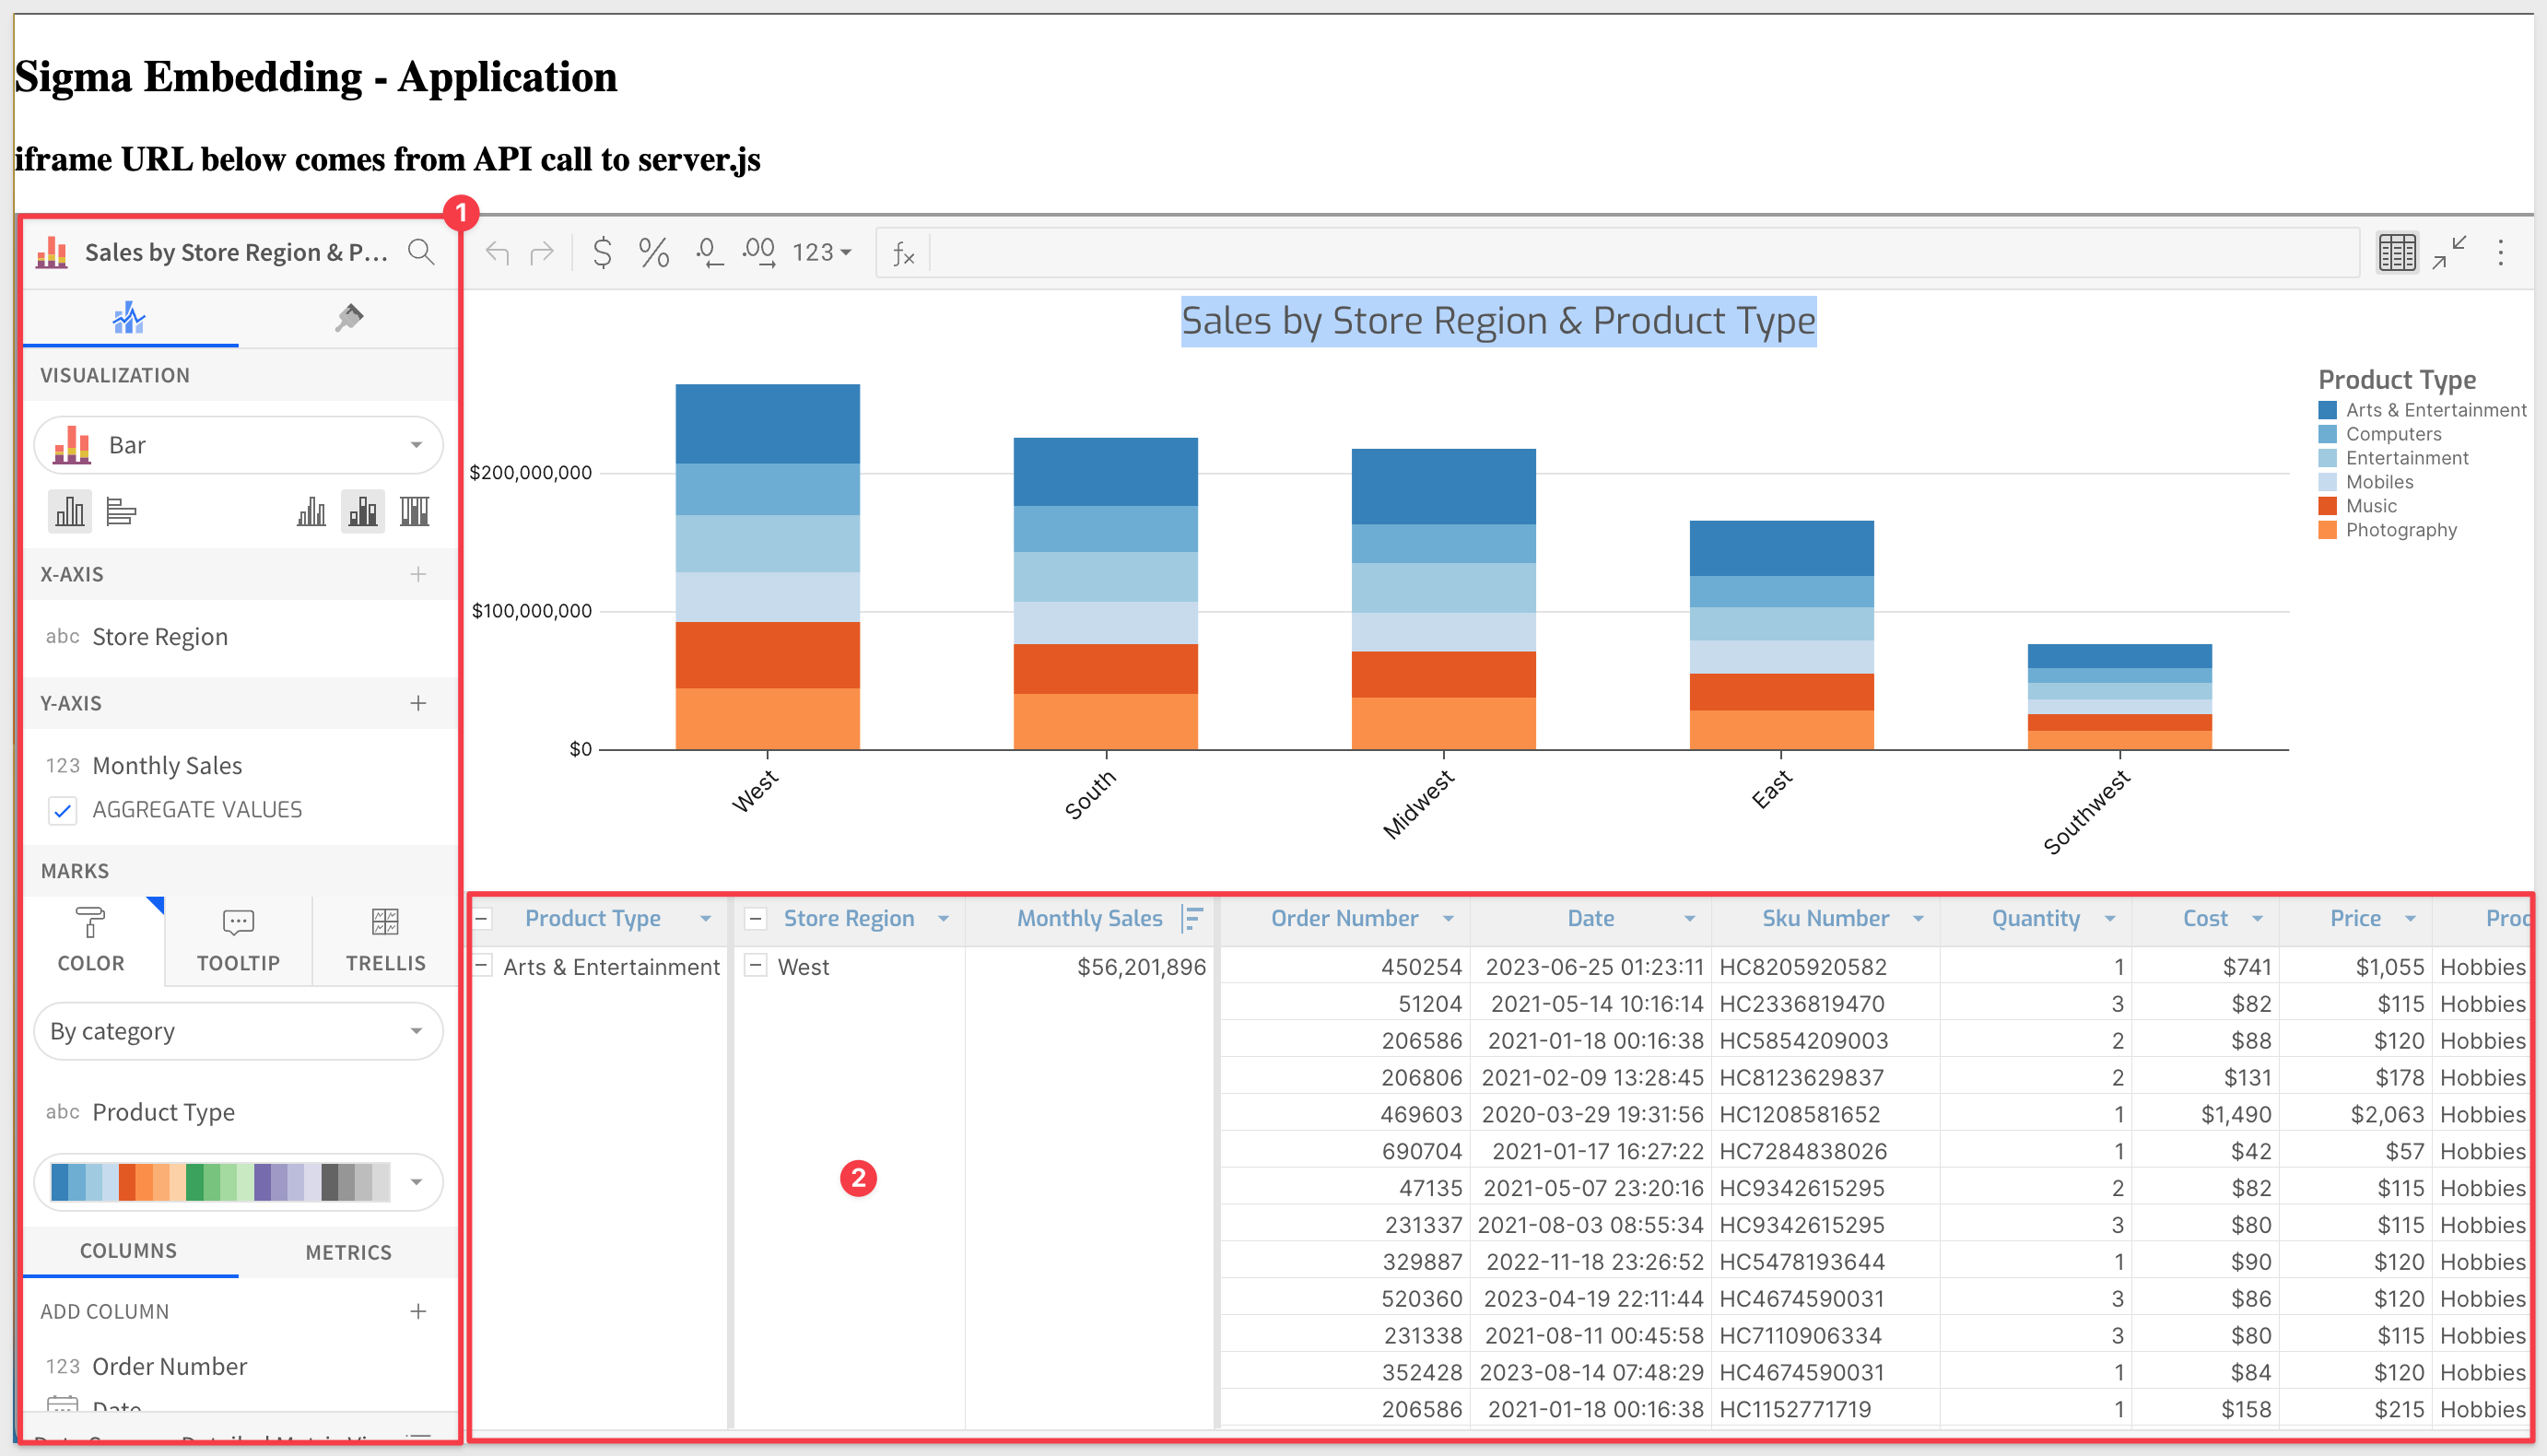 Sigma Embedding - Application
iframe URL below comes from API call to server.js
1
Sales by Store Region & P...
$ % .0 .00 123 fx
VISUALIZATION
Bar
X-AXIS
abc Store Region
Y-AXIS
123 Monthly Sales
AGGREGATE VALUES
MARKS
COLOR TOOLTIP TRELLIS
By category
abc Product Type
COLUMNS METRICS
ADD COLUMN
123 Order Number
Date
Sales by Store Region & Product Type
$200,000,000
$100,000,000
$0
West South Midwest East Southwest
Product Type
Arts & Entertainment
Computers
Entertainment
Mobiles
Music
Photography
Product Type Store Region Monthly Sales Order Number Date Sku Number Quantity Cost Price
Arts & Entertainment West $56,201,896 450254 2023-06-25 01:23:11 HC8205920582 1 $741 $1,055 Hobbies
51204 2021-05-14 10:16:14 HC2336819470 3 $82 $115 Hobbies
206586 2021-01-18 00:16:38 HC5854209003 2 $88 $120 Hobbies
206806 2021-02-09 13:28:45 HC8123629837 2 $131 $178 Hobbies
469603 2020-03-29 19:31:56 HC1208581652 1 $1,490 $2,063 Hobbies
690704 2021-01-17 16:27:22 HC7284838026 1 $42 $57 Hobbies
47135 2021-05-07 23:20:16 HC9342615295 2 $82 $115 Hobbies
231337 2021-08-03 08:55:34 HC9342615295 3 $80 $115 Hobbies
329887 2022-11-18 23:26:52 HC5478193644 1 $90 $120 Hobbies
520360 2023-04-19 22:11:44 HC4674590031 3 $86 $120 Hobbies
231338 2021-08-11 00:45:58 HC7110906334 3 $80 $115 Hobbies
352428 2023-08-14 07:48:29 HC4674590031 1 $84 $120 Hobbies
206586 2021-01-18 00:16:38 HC1152771719 1 $158 $215 Hobbies
2